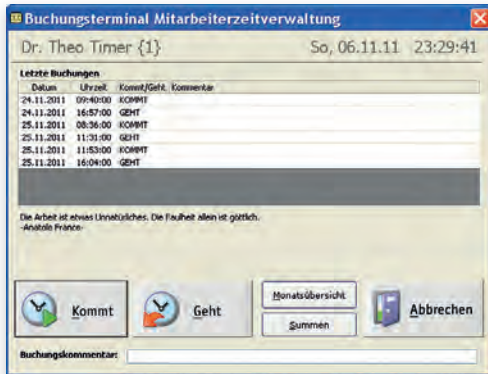 Buchungsterminal Mitarbeiterzeitverwaltung
Dr. Theo Timer {1} So, 06.11.11 23:29:41
Letzte Buchungen
Datum Uhrzeit Kommt/Geht Kommentar
24.11.2011 09:40:00 KOMMT
24.11.2011 16:57:00 GEHT
25.11.2011 08:36:00 KOMMT
25.11.2011 11:31:00 GEHT
25.11.2011 11:53:00 KOMMT
25.11.2011 16:04:00 GEHT
Die Arbeit ist etwas Unnatürliches. Die Faulheit allein ist göttlich.
-Anatole France-
Kommt Geht Monatsübersicht Abbrechen
Summen
Buchungskommentar: